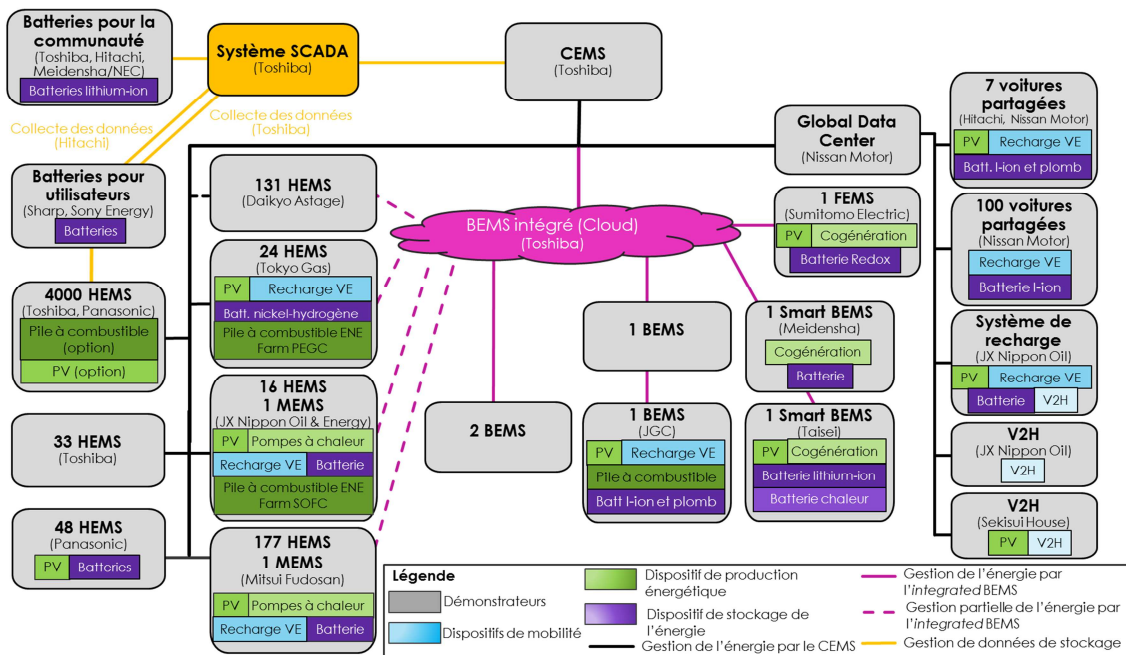 Batteries pour la
communauté
(Toshiba, Hitachi,
Meidensha/NEC)
Batteries lithium-ion
Système SCADA
(Toshiba)
CEMS
(Toshiba)
Collecte des données
(Hitachi)
Collecte des données
(Toshiba)
Batteries pour
utilisateurs
(Sharp, Sony Energy)
Batteries
4000 HEMS
(Toshiba, Panasonic)
Pile à combustible
(option)
PV (option)
33 HEMS
(Toshiba)
48 HEMS
(Panasonic)
PV Batteries
131 HEMS
(Daikyo Astage)
24 HEMS
(Tokyo Gas)
PV Recharge VE
Batt. nickel-hydrogène
Pile à combustible ENE
Farm PEGC
16 HEMS
1 MEMS
(JX Nippon Oil & Energy)
PV Pompes à chaleur
Recharge VE Batterie
Pile à combustible ENE
Farm SOFC
177 HEMS
1 MEMS
(Mitsui Fudosan)
PV Pompes à chaleur
Recharge VE Batterie
BEMS intégré (Cloud)
(Toshiba)
2 BEMS
1 BEMS
1 BEMS
(JGC)
PV Recharge VE
Pile à combustible
Batt I-ion et plomb
Global Data
Center
(Nissan Motor)
1 FEMS
(Sumitomo Electric)
PV Cogénération
Batterie Redox
1 Smart BEMS
(Meidensha)
Cogénération
Batterie
1 Smart BEMS
(Taisei)
PV Cogénération
Batterie lithium-ion
Batterie chaleur
7 voitures
partagées
(Hitachi, Nissan Motor)
PV Recharge VE
Batt. I-ion et plomb
100 voitures
partagées
(Nissan Motor)
Recharge VE
Batterie I-ion
Système de
recharge
(JX Nippon Oil)
PV Recharge VE
Batterie V2H
V2H
(JX Nippon Oil)
V2H
V2H
(Sekisui House)
PV V2H
Légende
Démonstrateurs
Dispositifs de mobilité
Dispositif de production
énergétique
Dispositif de stockage de
l'énergie
Gestion de l'énergie par le CEMS
Gestion de l'énergie par
l'integrated BEMS
Gestion partielle de l'énergie par
l'integrated BEMS
Gestion de données de stockage